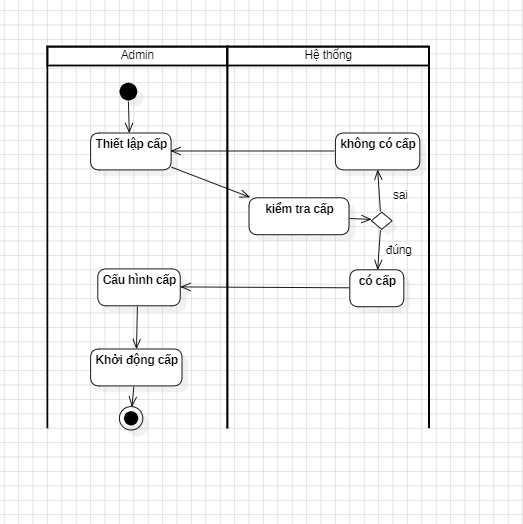 Admin
Hệ thống
Thiết lập cấp
không có cấp
sai
kiểm tra cấp
đúng
Cấu hình cấp
có cấp
Khởi động cấp